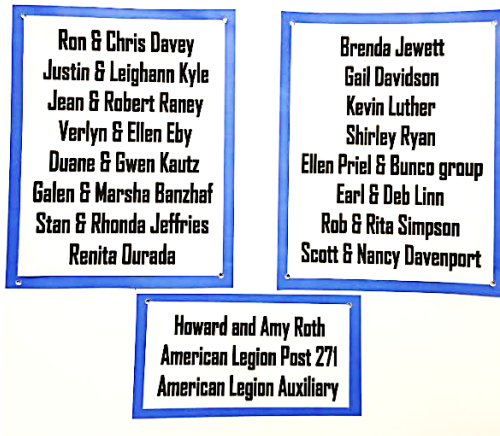 Ron & Chris Davey
Justin & Leighann Kyle
Jean & Robert Raney
Verlyn & Ellen Eby
Duane & Gwen Kautz
Galen & Marsha Banzhaf
Stan & Rhonda Jeffries
Renita Ourada
Brenda Jewett
Gail Davidson
Kevin Luther
Shirley Ryan
Ellen Priel & Bunco group
Earl & Deb Linn
Rob & Rita Simpson
Scott & Nancy Davenport
Howard and Amy Roth
American Legion Post 271
American Legion Auxiliary